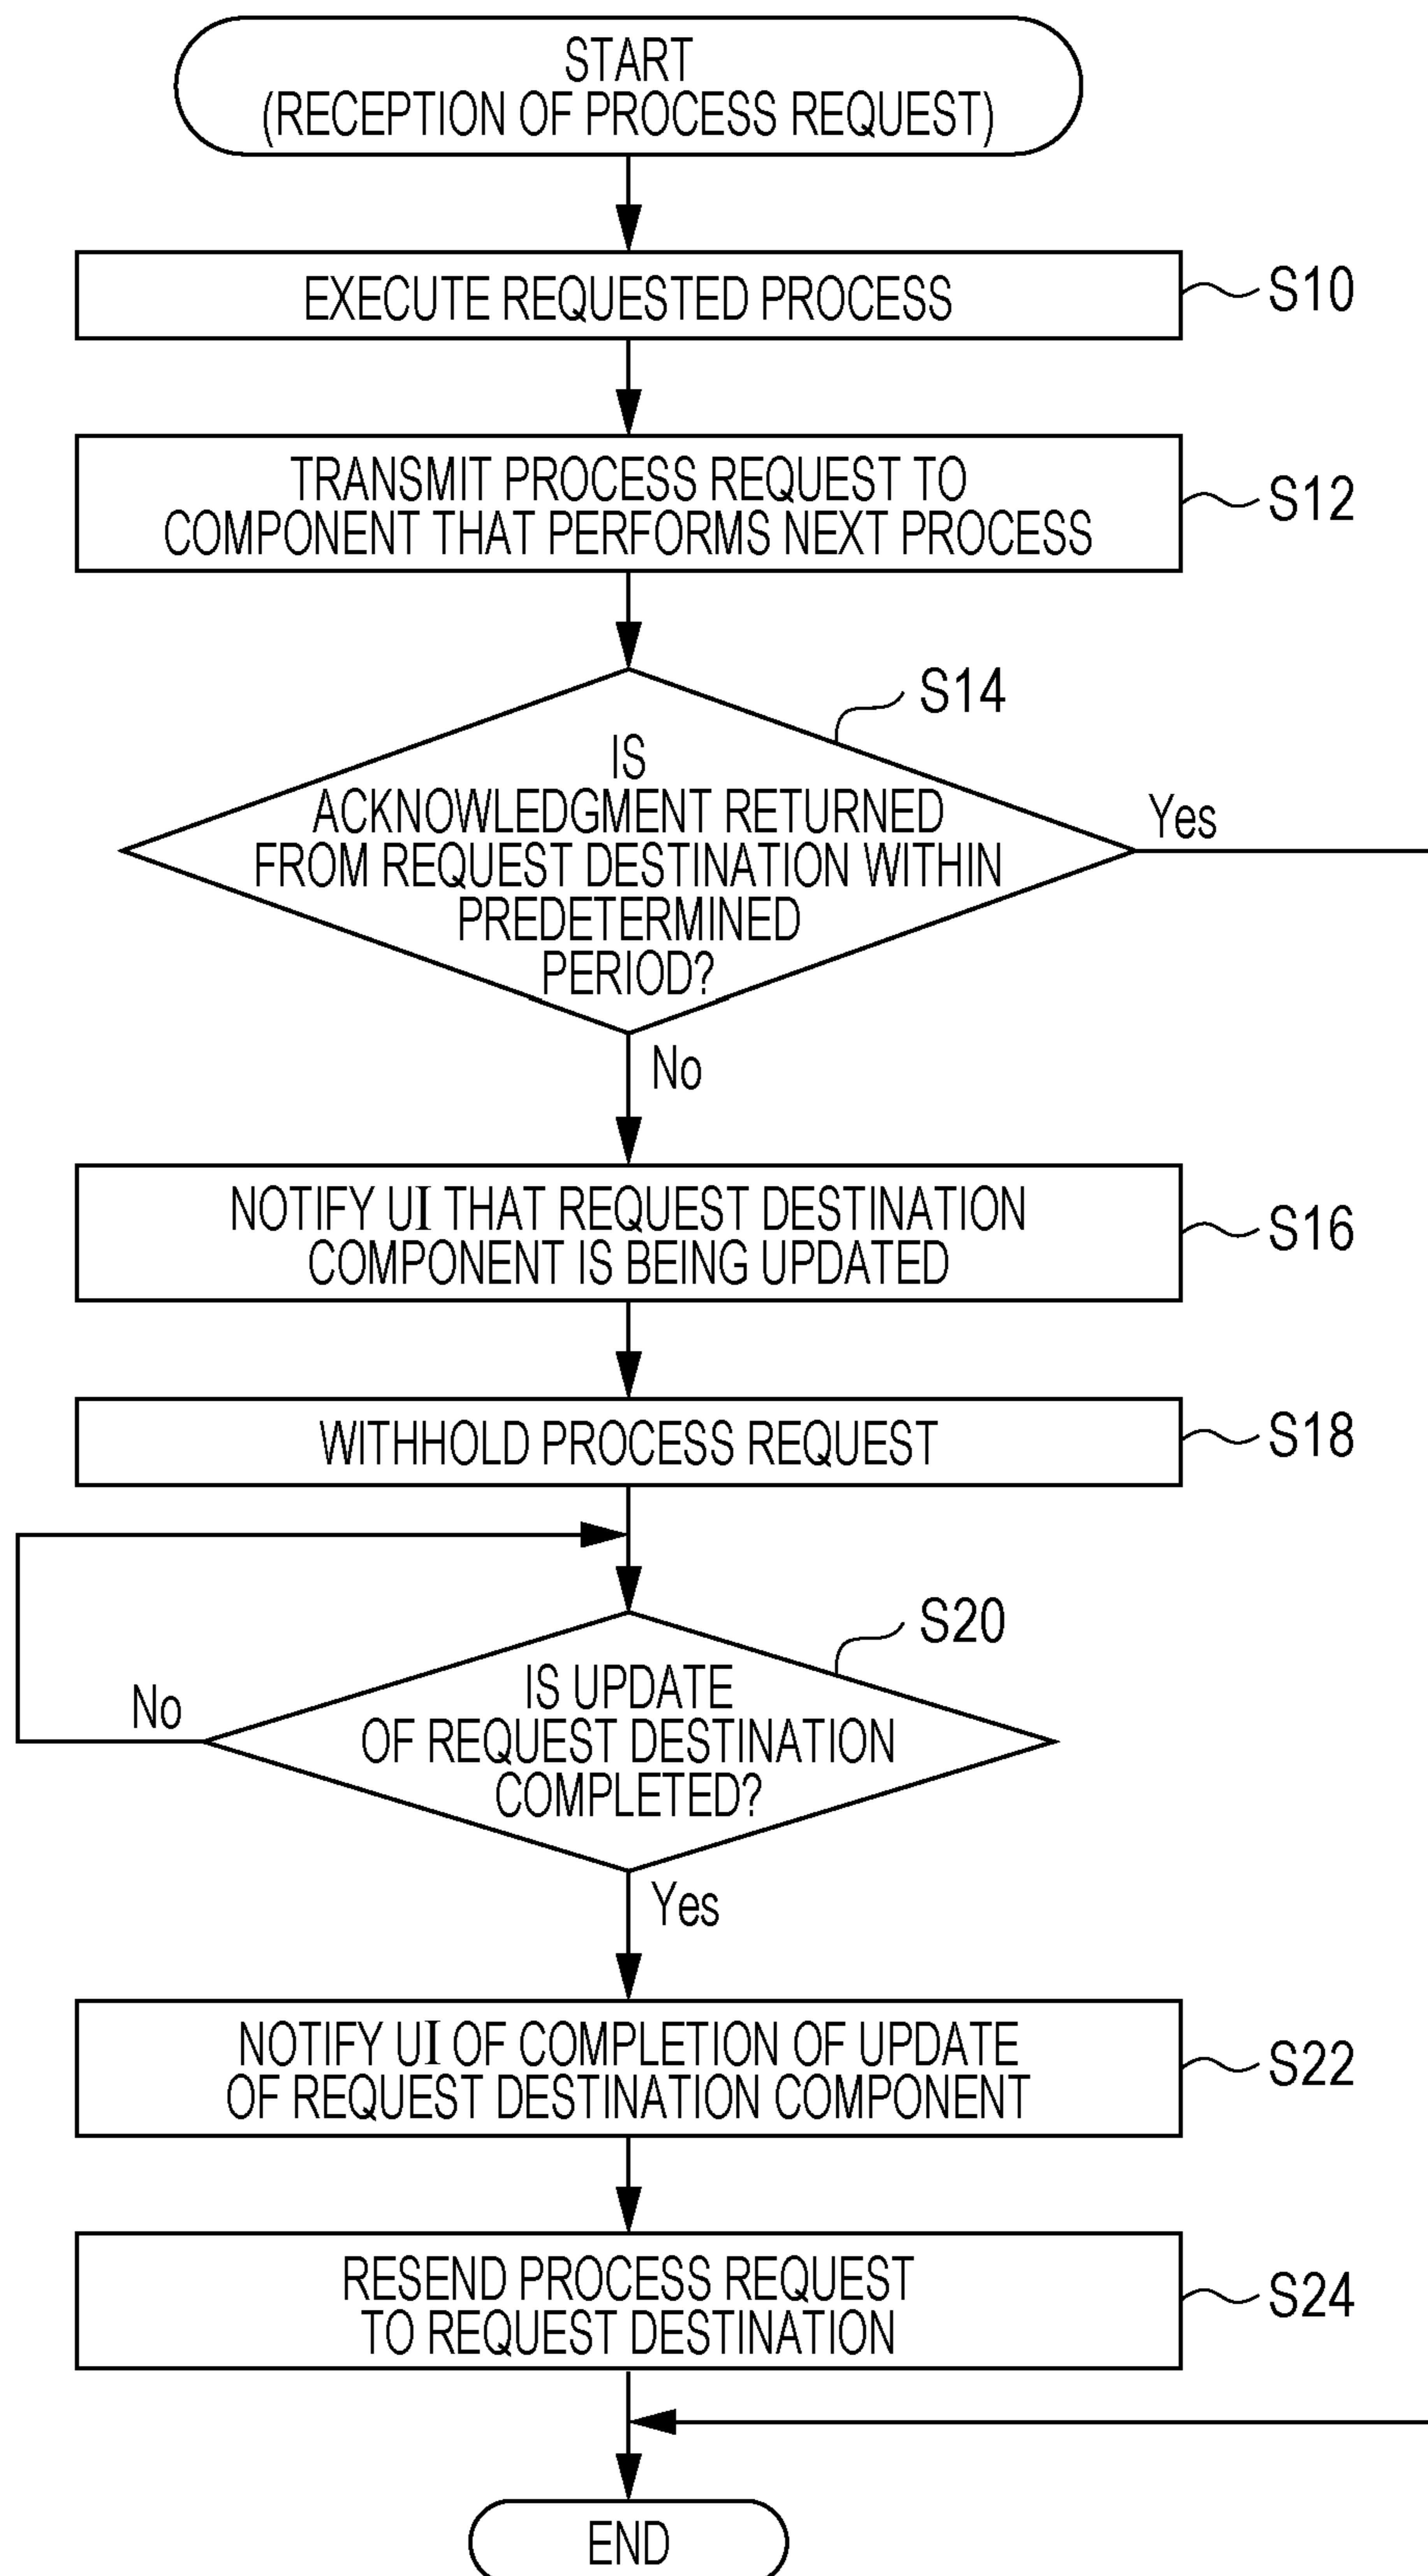 START
(RECEPTION OF PROCESS REQUEST)
EXECUTE REQUESTED PROCESS
S10
TRANSMIT PROCESS REQUEST TO
COMPONENT THAT PERFORMS NEXT PROCESS
S12
S14
IS
ACKNOWLEDGMENT RETURNED
FROM REQUEST DESTINATION WITHIN
PREDETERMINED
PERIOD?
Yes
No
NOTIFY UI THAT REQUEST DESTINATION
COMPONENT IS BEING UPDATED
S16
WITHHOLD PROCESS REQUEST
S18
S20
IS UPDATE
OF REQUEST DESTINATION
COMPLETED?
No
Yes
NOTIFY UI OF COMPLETION OF UPDATE
OF REQUEST DESTINATION COMPONENT
S22
RESEND PROCESS REQUEST
TO REQUEST DESTINATION
S24
END